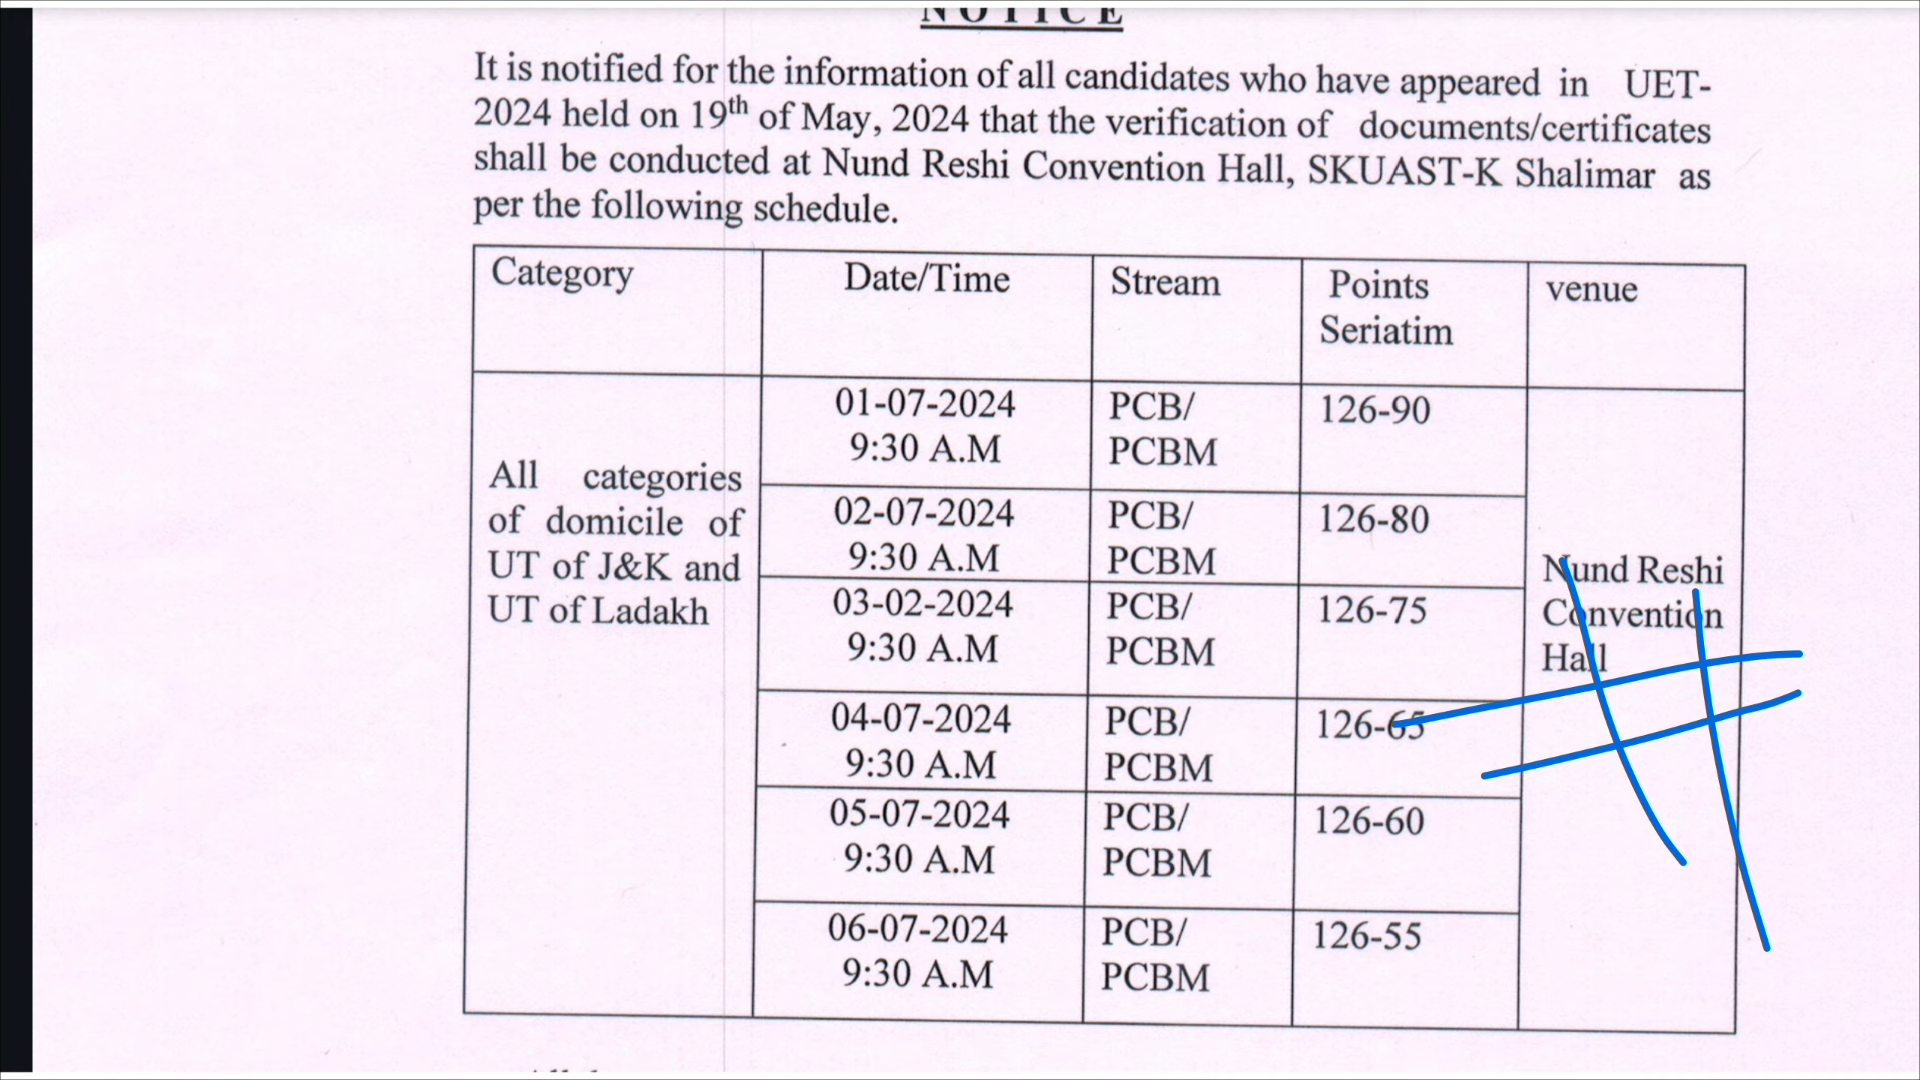 NOTICE
It is notified for the information of all candidates who have appeared in UET-
2024 held on 19th of May, 2024 that the verification of documents/certificates
shall be conducted at Nund Reshi Convention Hall, SKUAST-K Shalimar as
per the following schedule.
Category Date/Time Stream Points Seriatim venue
All categories
of domicile of
UT of J&K and
UT of Ladakh
01-07-2024 PCB/ 126-90
9:30 A.M PCBM
02-07-2024 PCB/ 126-80
9:30 A.M PCBM
03-02-2024 PCB/ 126-75
9:30 A.M PCBM
04-07-2024 PCB/ 126-65
9:30 A.M PCBM
05-07-2024 PCB/ 126-60
9:30 A.M PCBM
06-07-2024 PCB/ 126-55
9:30 A.M PCBM
Nund Reshi
Convention
Hall